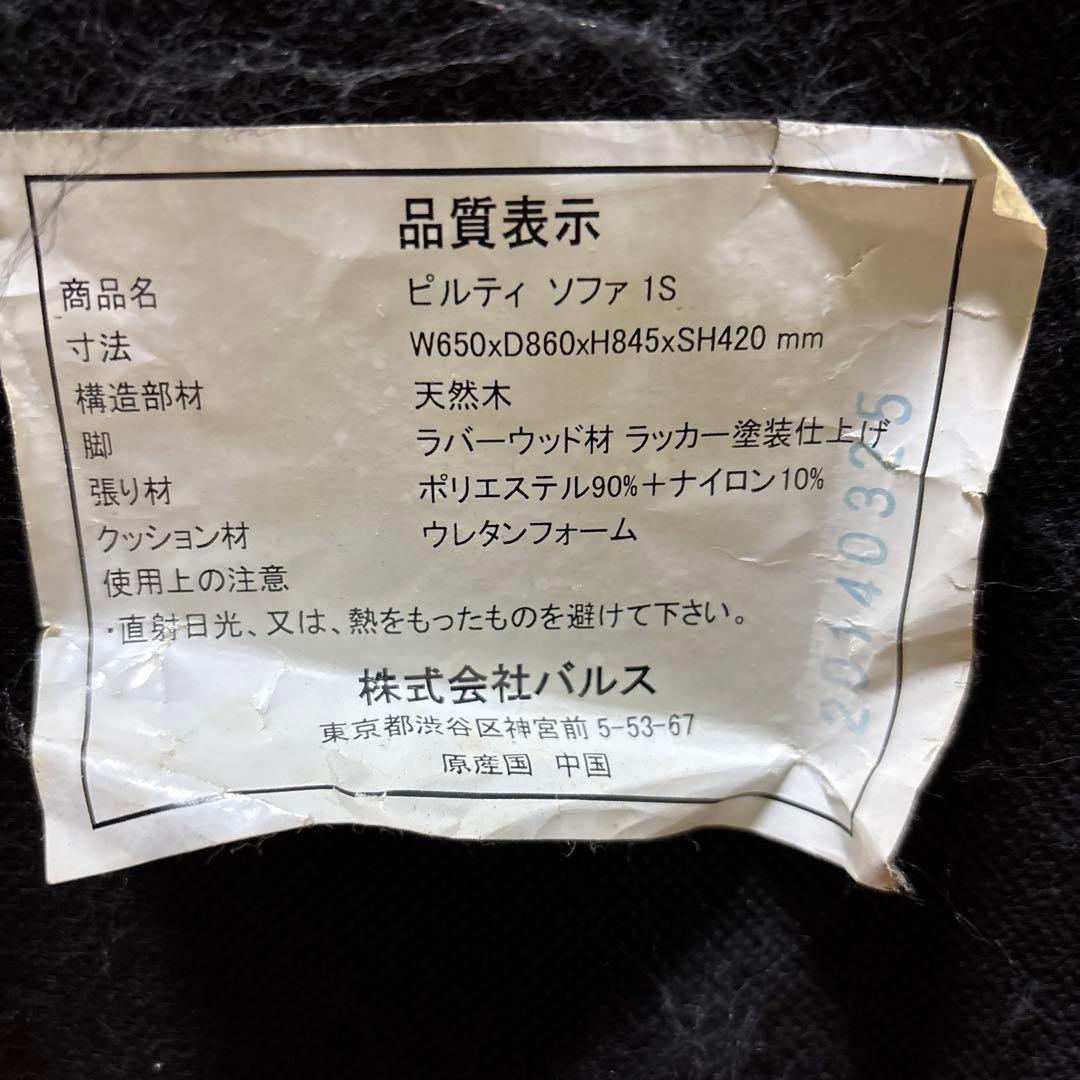 品質表示
商品名 ピルティ ソファ 1S
寸法 W650xD860xH845xSH420 mm
構造部材 天然木
脚 ラバーウッド材 ラッカー塗装仕上げ
張り材 ポリエステル90%+ナイロン10%
クッション材 ウレタンフォーム
使用上の注意
・直射日光、又は、熱をもったものを避けて下さい。
株式会社バルス
東京都渋谷区神宮前 5-53-67
原産国 中国
20140325